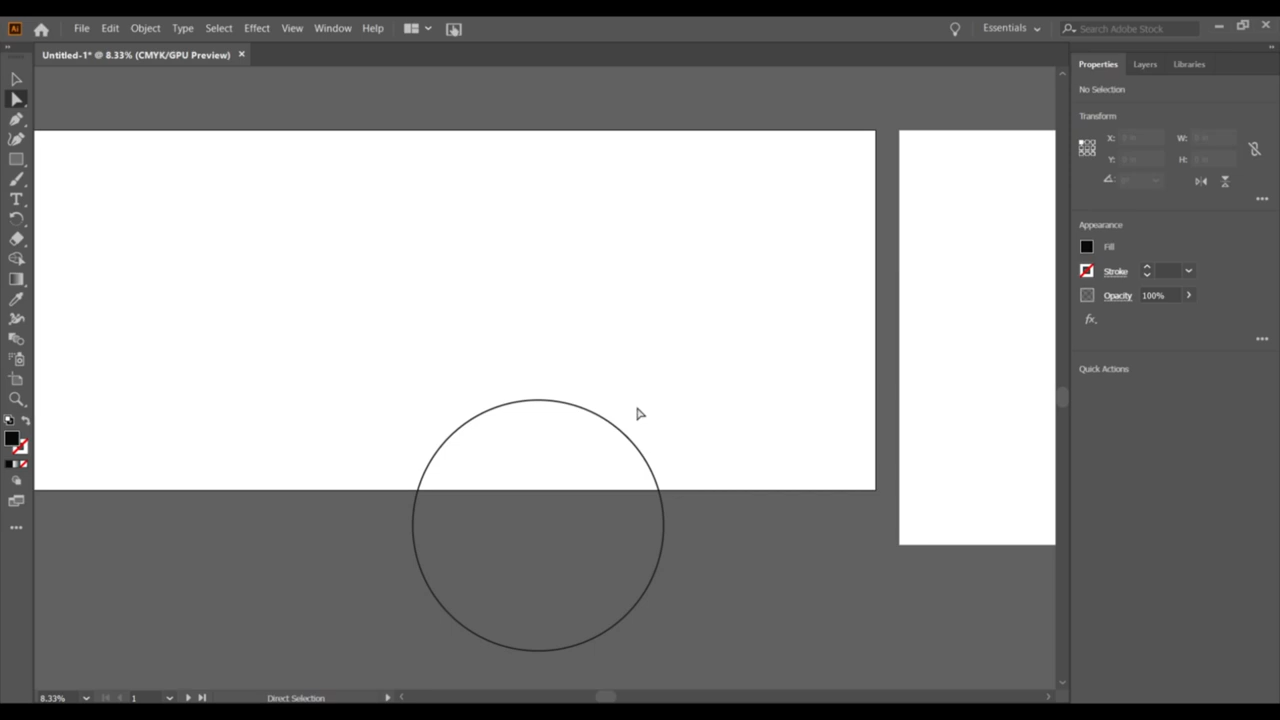 Ai File Edit Object Type Select Effect View Window Help Essentials Search Adobe Stock
Untitled-1* @ 8.33% (CMYK/GPU Preview)
Properties Layers Libraries
No Selection
Transform
X: W:
Y: H:
Appearance
Fill
Stroke
Opacity 100%
fx.
Quick Actions
8.33% 1 Direct Selection